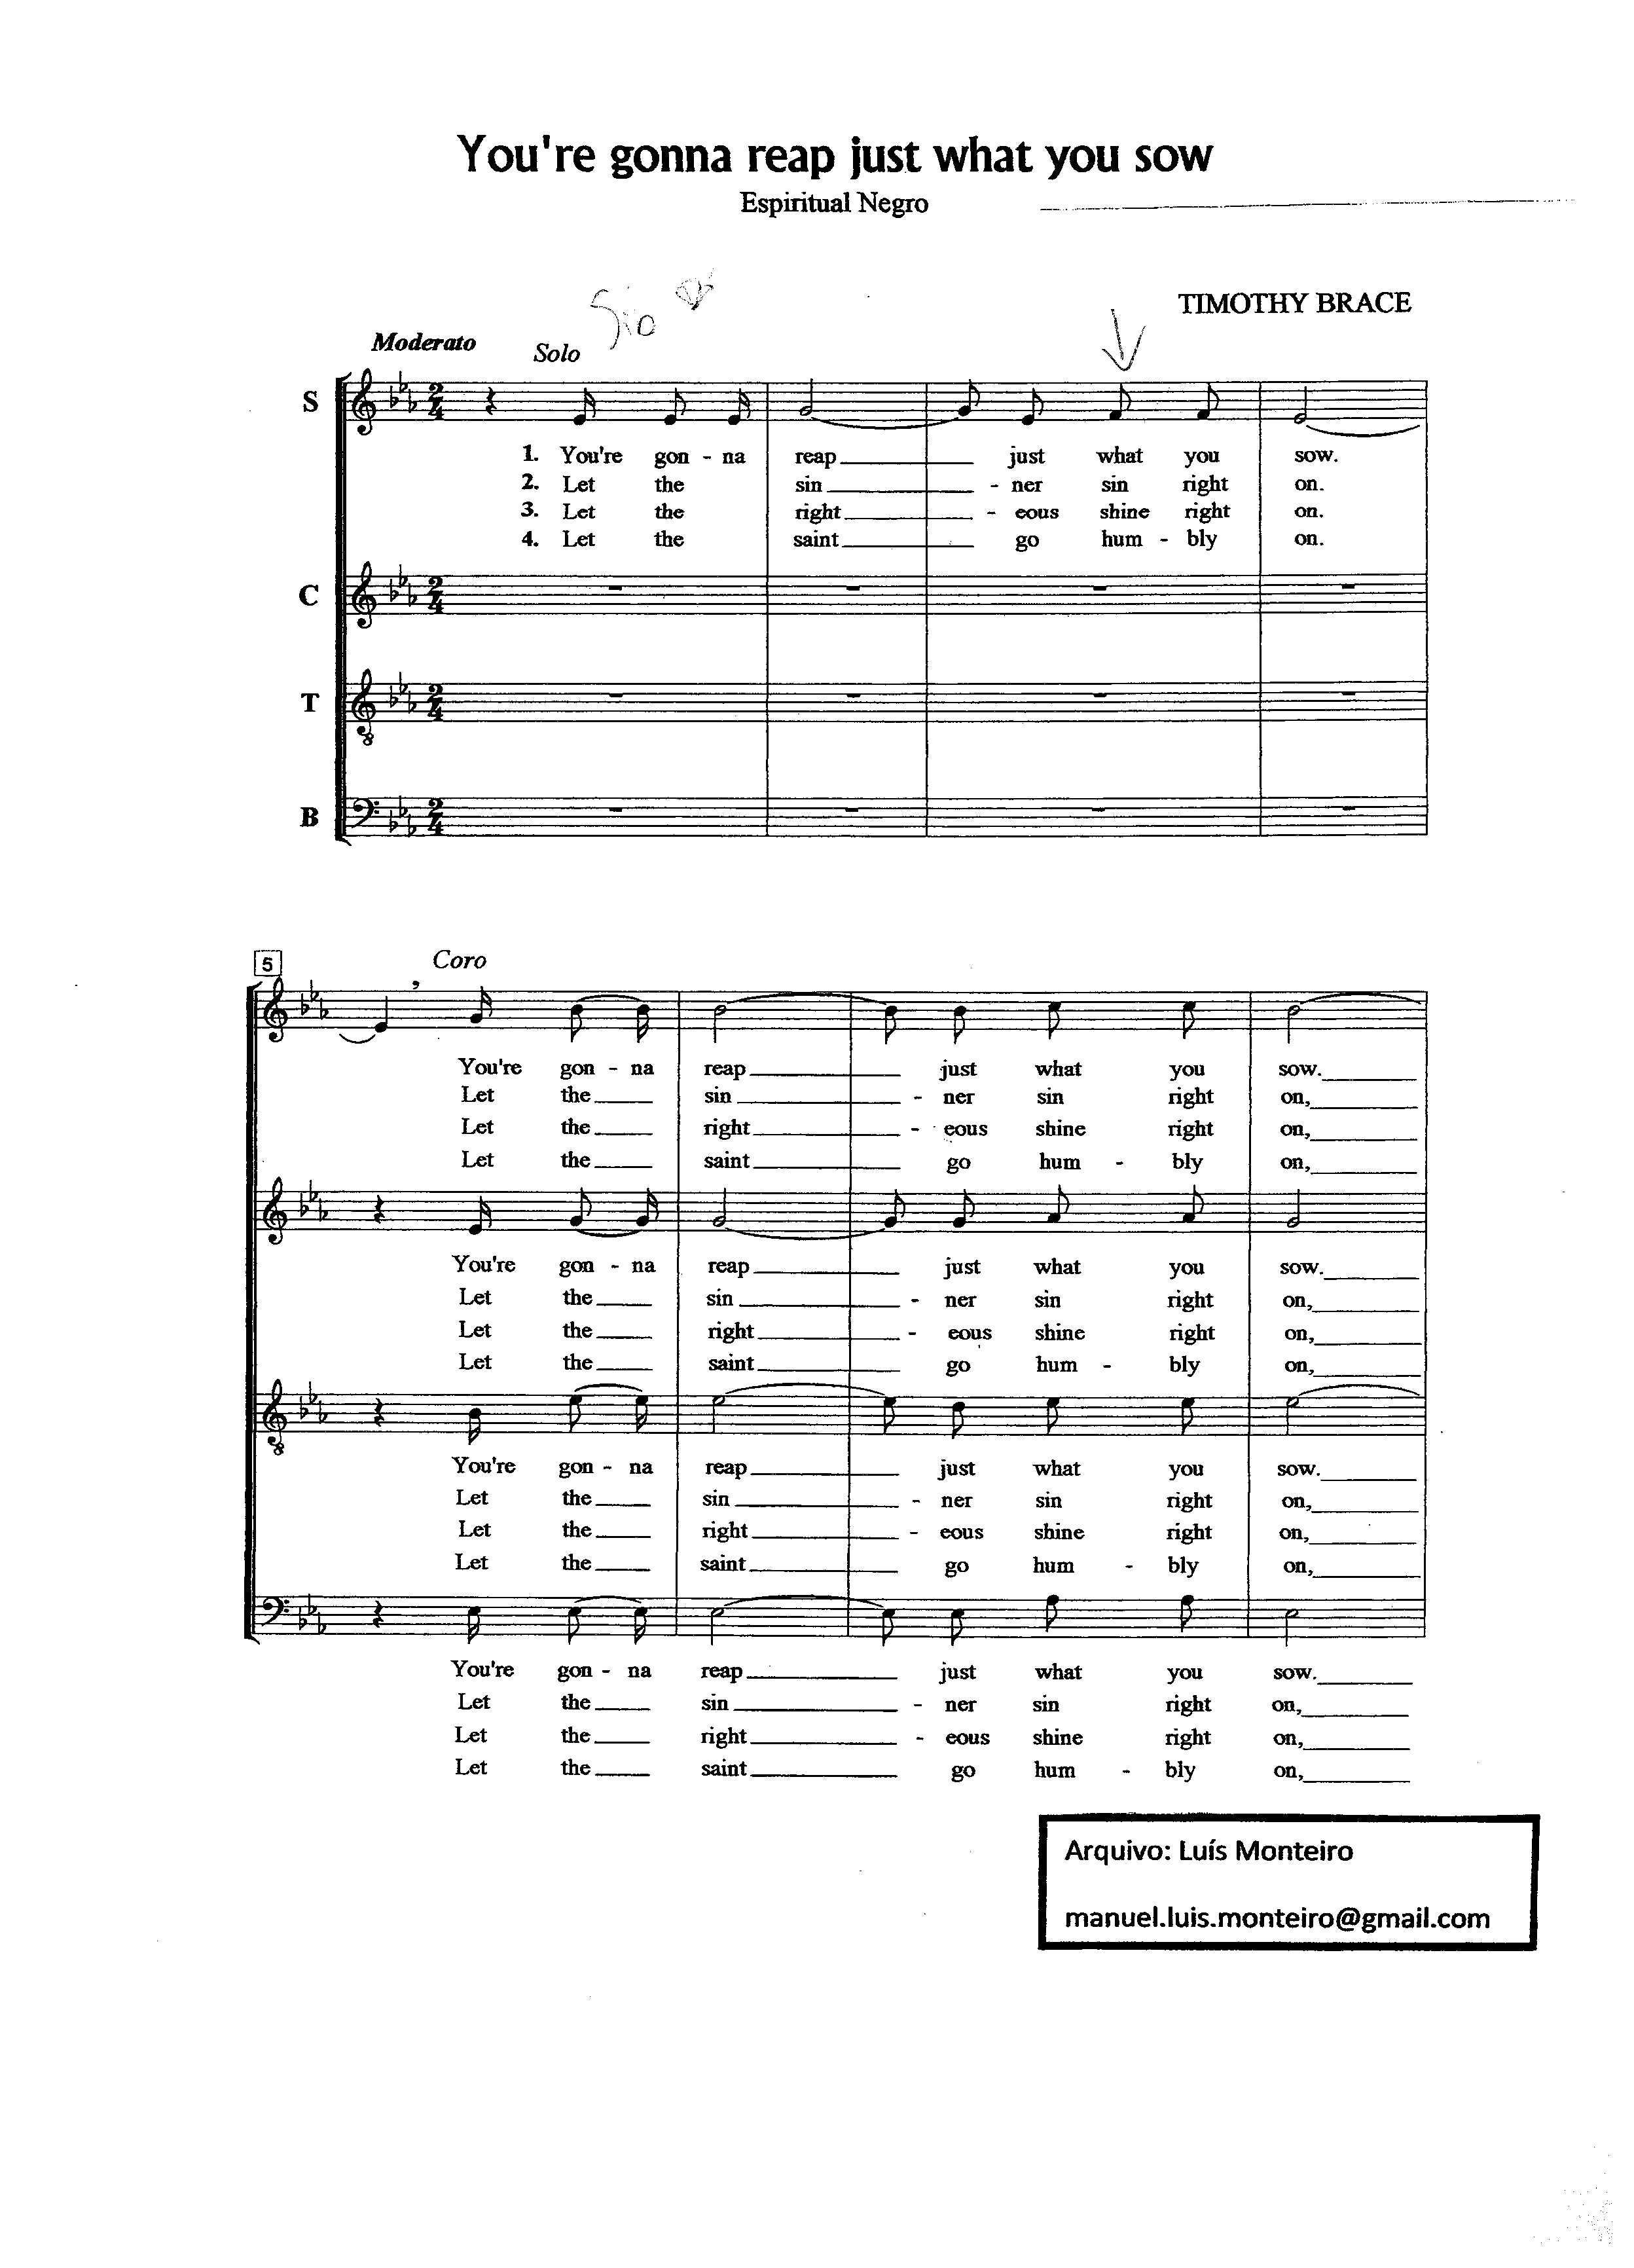 You're gonna reap just what you sow
Espiritual Negro
TIMOTHY BRACE
Moderato
Solo
S
1. You're gon - na reap just what you sow.
2. Let the sin - ner sin right on.
3. Let the right - eous shine right on.
4. Let the saint go hum - bly on.
C
T
8
B
5
Coro
You're gon - na reap just what you sow.
Let the sin - ner sin right on,
Let the right - eous shine right on,
Let the saint go hum - bly on,
You're gon - na reap just what you sow.
Let the sin - ner sin right on,
Let the right - eous shine right on,
Let the saint go hum - bly on,
8
You're gon - na reap just what you sow.
Let the sin - ner sin right on,
Let the right - eous shine right on,
Let the saint go hum - bly on,
You're gon - na reap just what you sow.
Let the sin - ner sin right on,
Let the right - eous shine right on,
Let the saint go hum - bly on,
Arquivo: Luís Monteiro
manuel.luis.monteiro@gmail.com